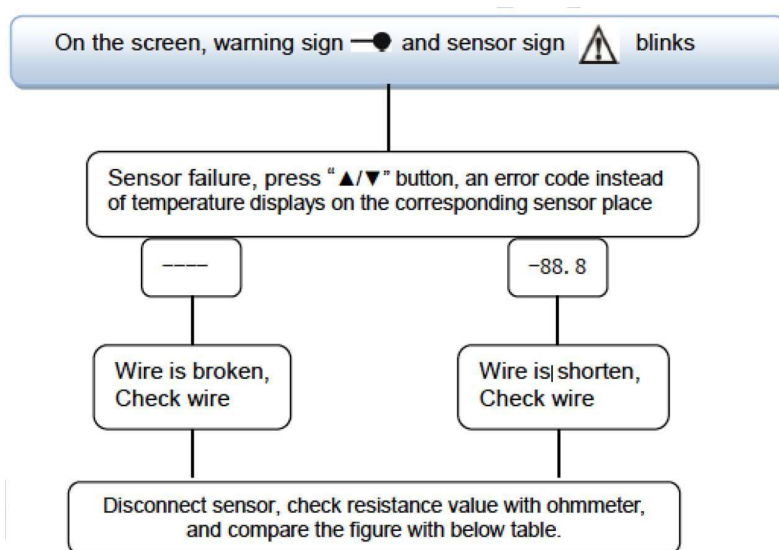 On the screen, warning sign and sensor sign blinks
Sensor failure, press “▲/▼” button, an error code instead
of temperature displays on the corresponding sensor place
————
-88.8
Wire is broken,
Check wire
Wire is shorten,
Check wire
Disconnect sensor, check resistance value with ohmmeter,
and compare the figure with below table.